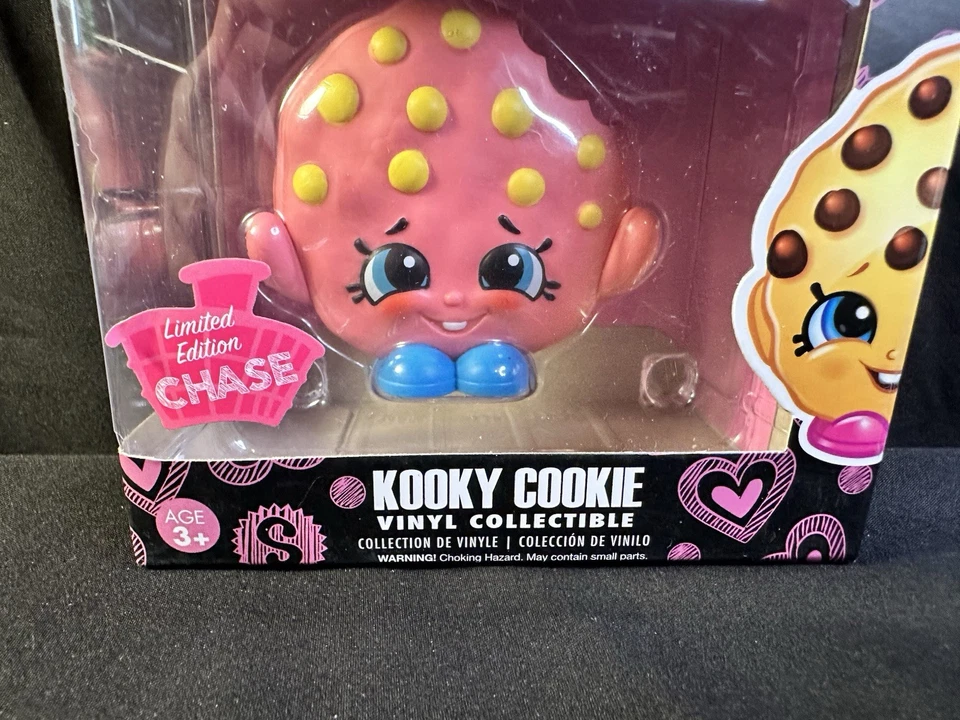 Limited
Edition
CHASE
KOOKY COOKIE
VINYL COLLECTIBLE
COLLECTION DE VINYLE | COLECCIÓN DE VINILO
WARNING! Choking Hazard. May contain small parts.
AGE
3+
S